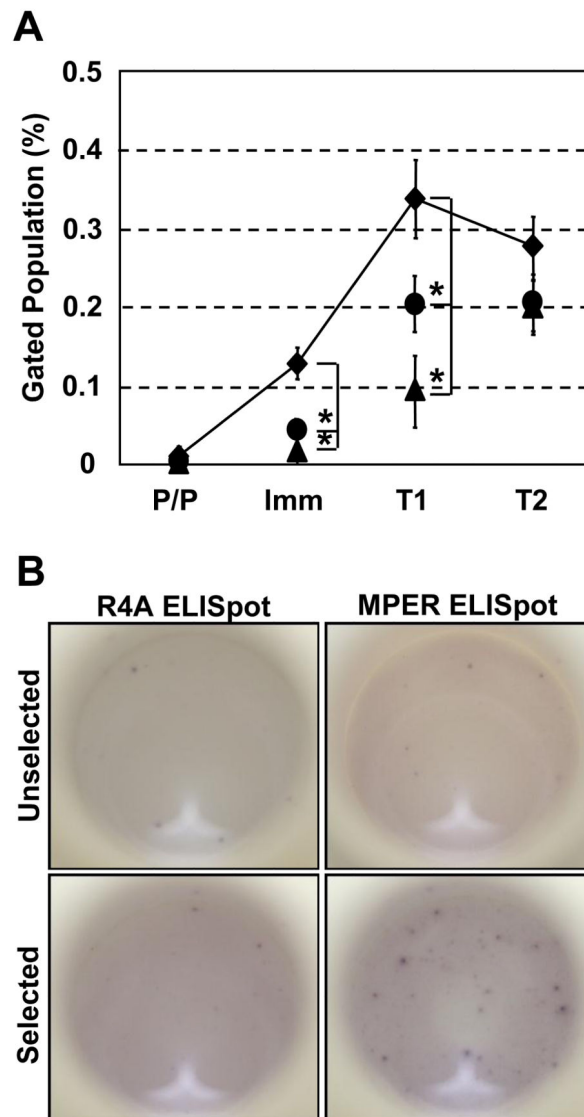 A
Gated Population (%)
0.5
0.4
0.3
0.2
0.1
0
*
*
*
*
P/P Imm T1 T2
B
R4A ELISpot MPER ELISpot
Unselected
Selected